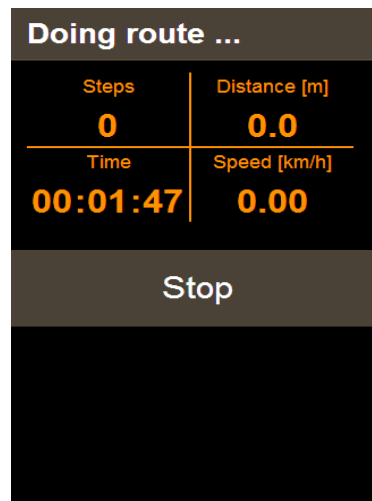 Doing route ...
Steps
Distance [m]
0
0.0
Time
Speed [km/h]
00:01:47
0.00
Stop